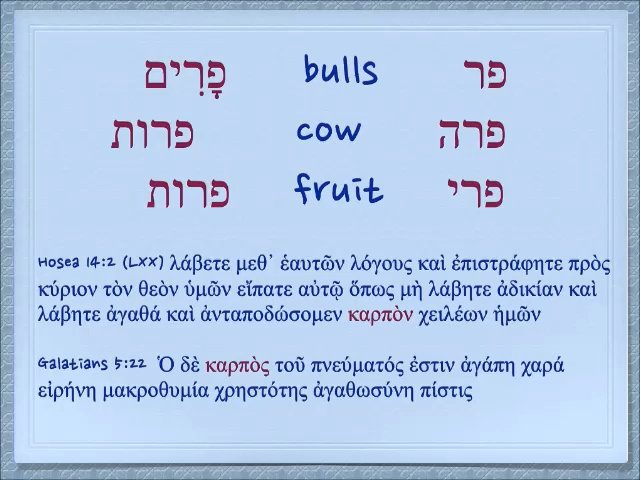 פָרִים bulls פר
פרות cow פרה
פרות fruit פרי
Hosea 14:2 (LXX) λάβετε μεθ᾽ ἑαυτῶν λόγους καὶ ἐπιστράφητε πρὸς
κύριον τὸν θεὸν ὑμῶν εἴπατε αὐτῷ ὅπως μὴ λάβητε ἀδικίαν καὶ
λάβητε ἀγαθά καὶ ἀνταποδώσομεν καρπὸν χειλέων ἡμῶν
Galatians 5:22 Ὁ δὲ καρπὸς τοῦ πνεύματός ἐστιν ἀγάπη χαρά
εἰρήνη μακροθυμία χρηστότης ἀγαθωσύνη πίστις